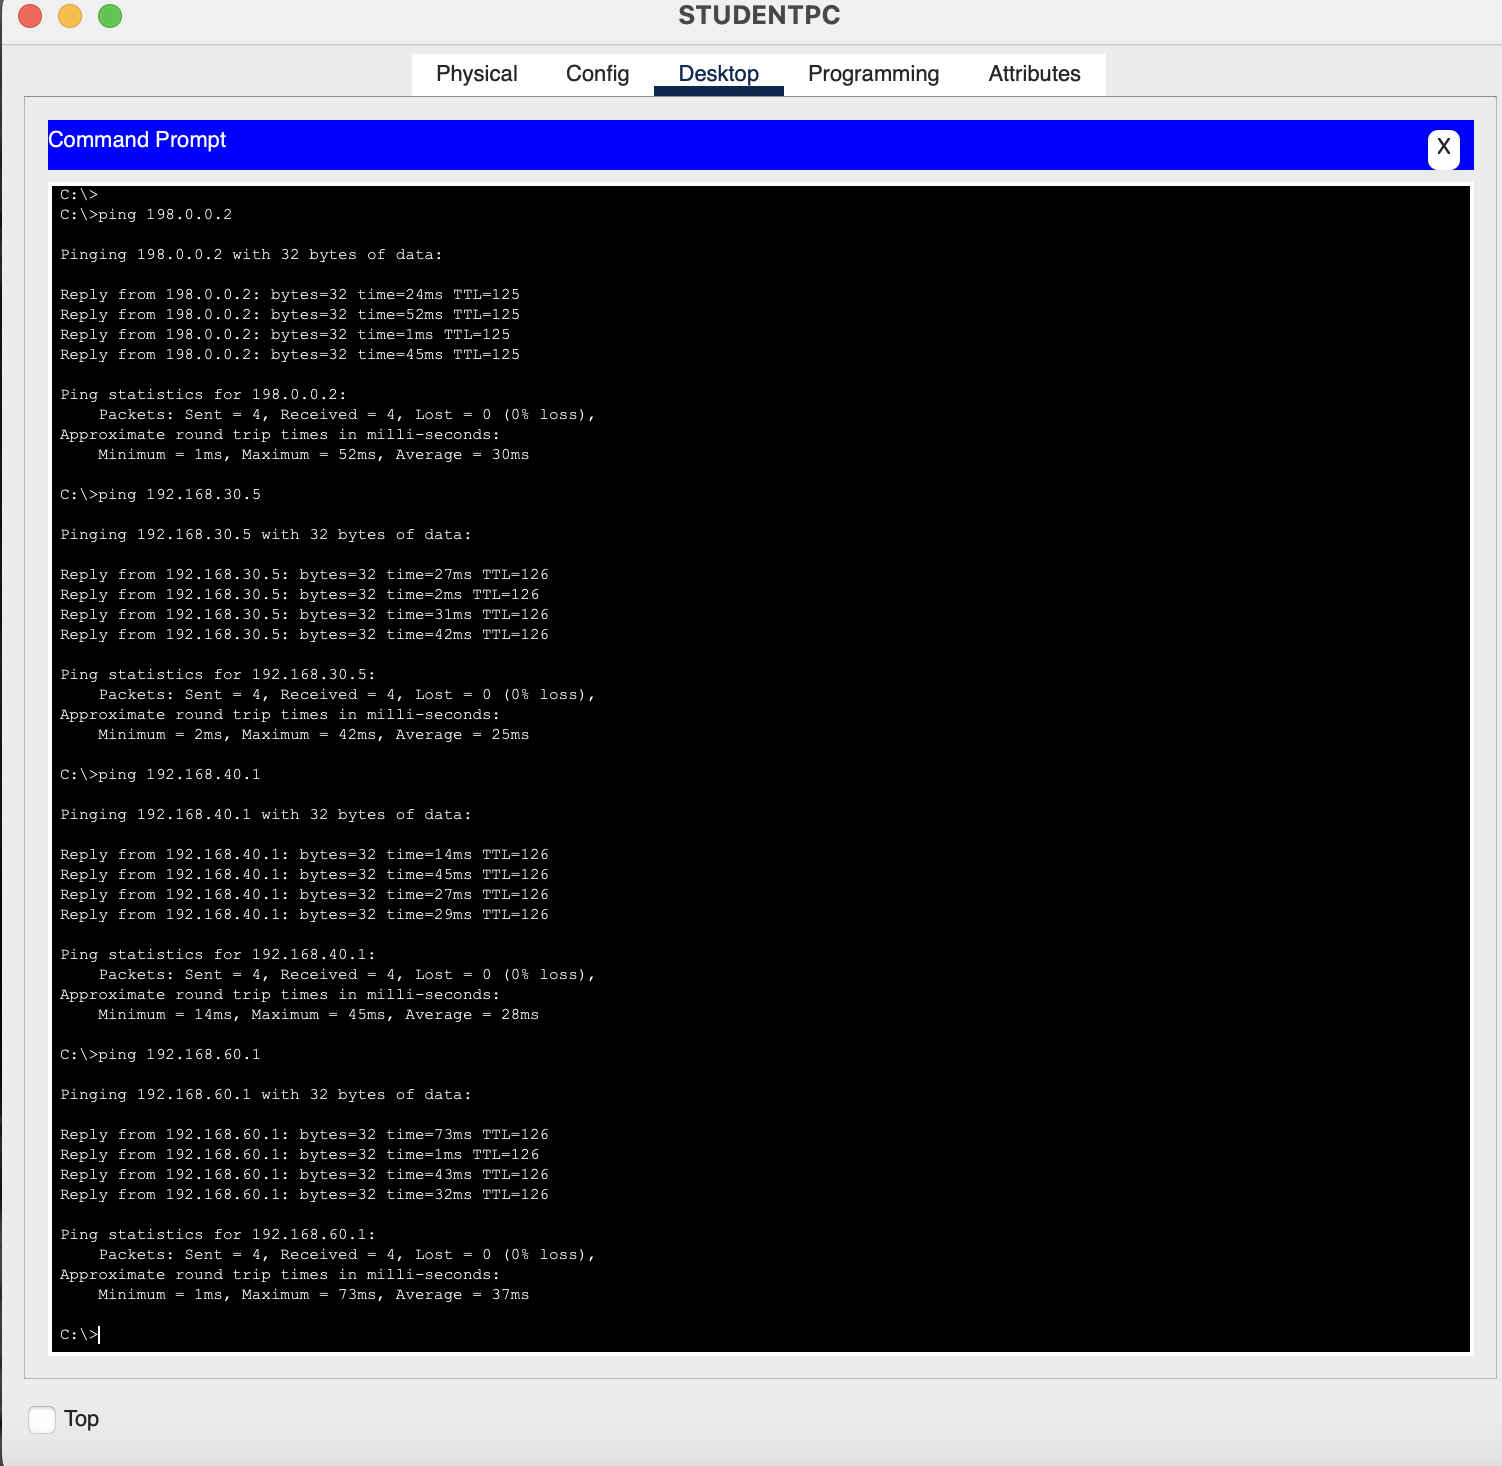 STUDENTPC
Physical Config Desktop Programming Attributes
Command Prompt
X
C:\>
C:\>ping 198.0.0.2
Pinging 198.0.0.2 with 32 bytes of data:
Reply from 198.0.0.2: bytes=32 time=24ms TTL=125
Reply from 198.0.0.2: bytes=32 time=52ms TTL=125
Reply from 198.0.0.2: bytes=32 time=1ms TTL=125
Reply from 198.0.0.2: bytes=32 time=45ms TTL=125
Ping statistics for 198.0.0.2:
Packets: Sent = 4, Received = 4, Lost = 0 (0% loss),
Approximate round trip times in milli-seconds:
Minimum = 1ms, Maximum = 52ms, Average = 30ms
C:\>ping 192.168.30.5
Pinging 192.168.30.5 with 32 bytes of data:
Reply from 192.168.30.5: bytes=32 time=27ms TTL=126
Reply from 192.168.30.5: bytes=32 time=2ms TTL=126
Reply from 192.168.30.5: bytes=32 time=31ms TTL=126
Reply from 192.168.30.5: bytes=32 time=42ms TTL=126
Ping statistics for 192.168.30.5:
Packets: Sent = 4, Received = 4, Lost = 0 (0% loss),
Approximate round trip times in milli-seconds:
Minimum = 2ms, Maximum = 42ms, Average = 25ms
C:\>ping 192.168.40.1
Pinging 192.168.40.1 with 32 bytes of data:
Reply from 192.168.40.1: bytes=32 time=14ms TTL=126
Reply from 192.168.40.1: bytes=32 time=45ms TTL=126
Reply from 192.168.40.1: bytes=32 time=27ms TTL=126
Reply from 192.168.40.1: bytes=32 time=29ms TTL=126
Ping statistics for 192.168.40.1:
Packets: Sent = 4, Received = 4, Lost = 0 (0% loss),
Approximate round trip times in milli-seconds:
Minimum = 14ms, Maximum = 45ms, Average = 28ms
C:\>ping 192.168.60.1
Pinging 192.168.60.1 with 32 bytes of data:
Reply from 192.168.60.1: bytes=32 time=73ms TTL=126
Reply from 192.168.60.1: bytes=32 time=1ms TTL=126
Reply from 192.168.60.1: bytes=32 time=43ms TTL=126
Reply from 192.168.60.1: bytes=32 time=32ms TTL=126
Ping statistics for 192.168.60.1:
Packets: Sent = 4, Received = 4, Lost = 0 (0% loss),
Approximate round trip times in milli-seconds:
Minimum = 1ms, Maximum = 73ms, Average = 37ms
C:\>
Top